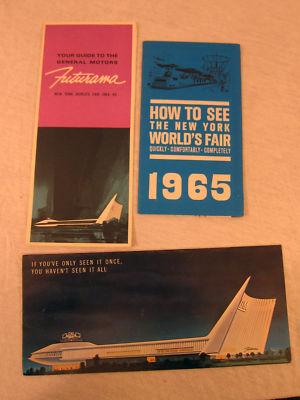 YOUR GUIDE TO THE
GENERAL MOTORS
Futurama
NEW YORK WORLD'S FAIR 1964-65
HOW TO SEE
THE NEW YORK
WORLD'S FAIR
QUICKLY - COMFORTABLY - COMPLETELY
1965
IF YOU'VE ONLY SEEN IT ONCE,
YOU HAVEN'T SEEN IT ALL